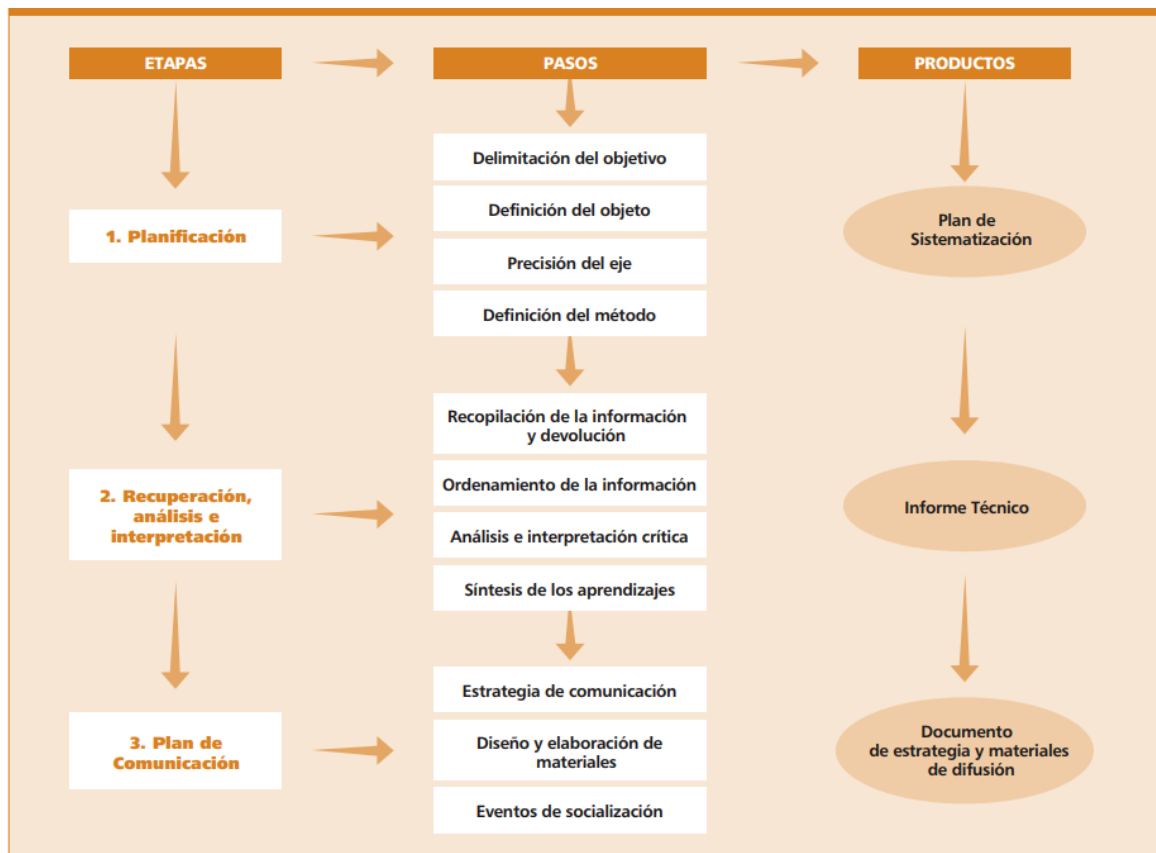 ETAPAS
PASOS
PRODUCTOS
Delimitación del objetivo
Definición del objeto
1. Planificación
Precisión del eje
Definición del método
Plan de
Sistematización
Recopilación de la información
y devolución
Ordenamiento de la información
2. Recuperación,
análisis e
interpretación
Análisis e interpretación crítica
Síntesis de los aprendizajes
Informe Técnico
Estrategia de comunicación
3. Plan de
Comunicación
Diseño y elaboración de
materiales
Eventos de socialización
Documento
de estrategia y materiales
de difusión